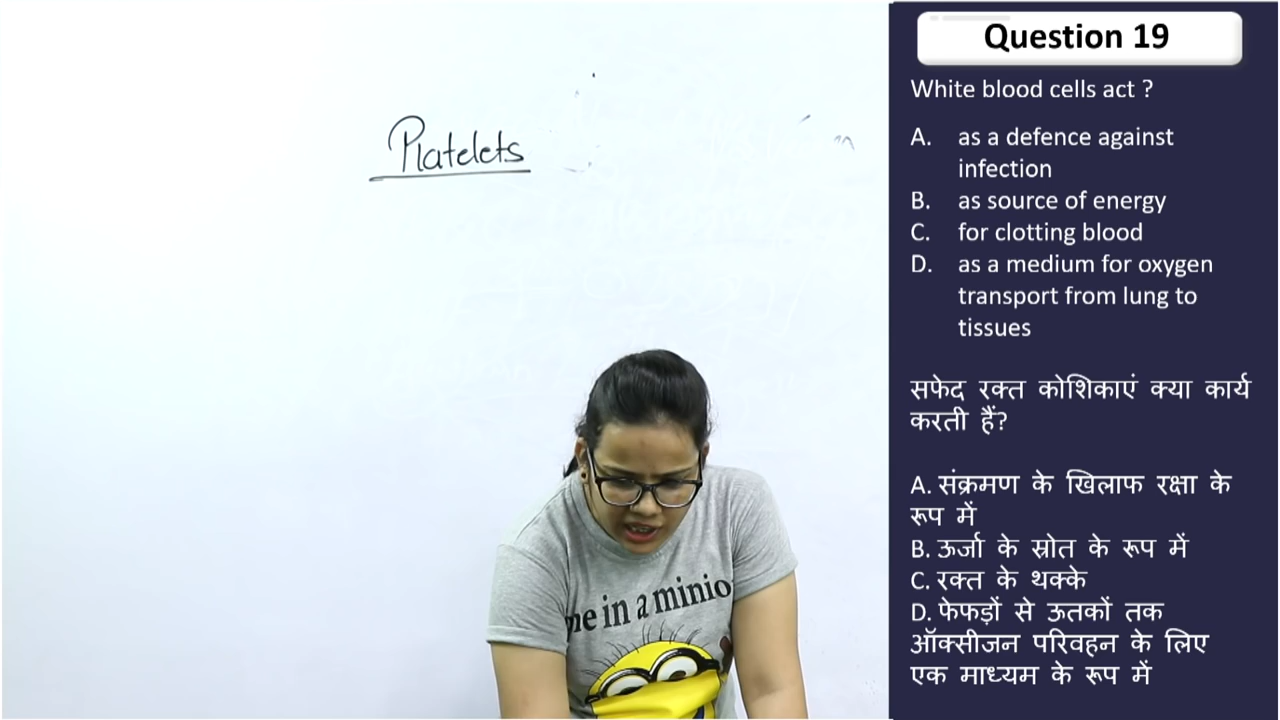 Platelets
me in a minio
Question 19
White blood cells act ?
A. as a defence against
infection
B. as source of energy
C. for clotting blood
D. as a medium for oxygen
transport from lung to
tissues
सफेद रक्त कोशिकाएं क्या कार्य
करती हैं?
A. संक्रमण के खिलाफ रक्षा के
रूप में
B. ऊर्जा के स्रोत के रूप में
C. रक्त के थक्के
D. फेफड़ों से ऊतकों तक
ऑक्सीजन परिवहन के लिए
एक माध्यम के रूप में